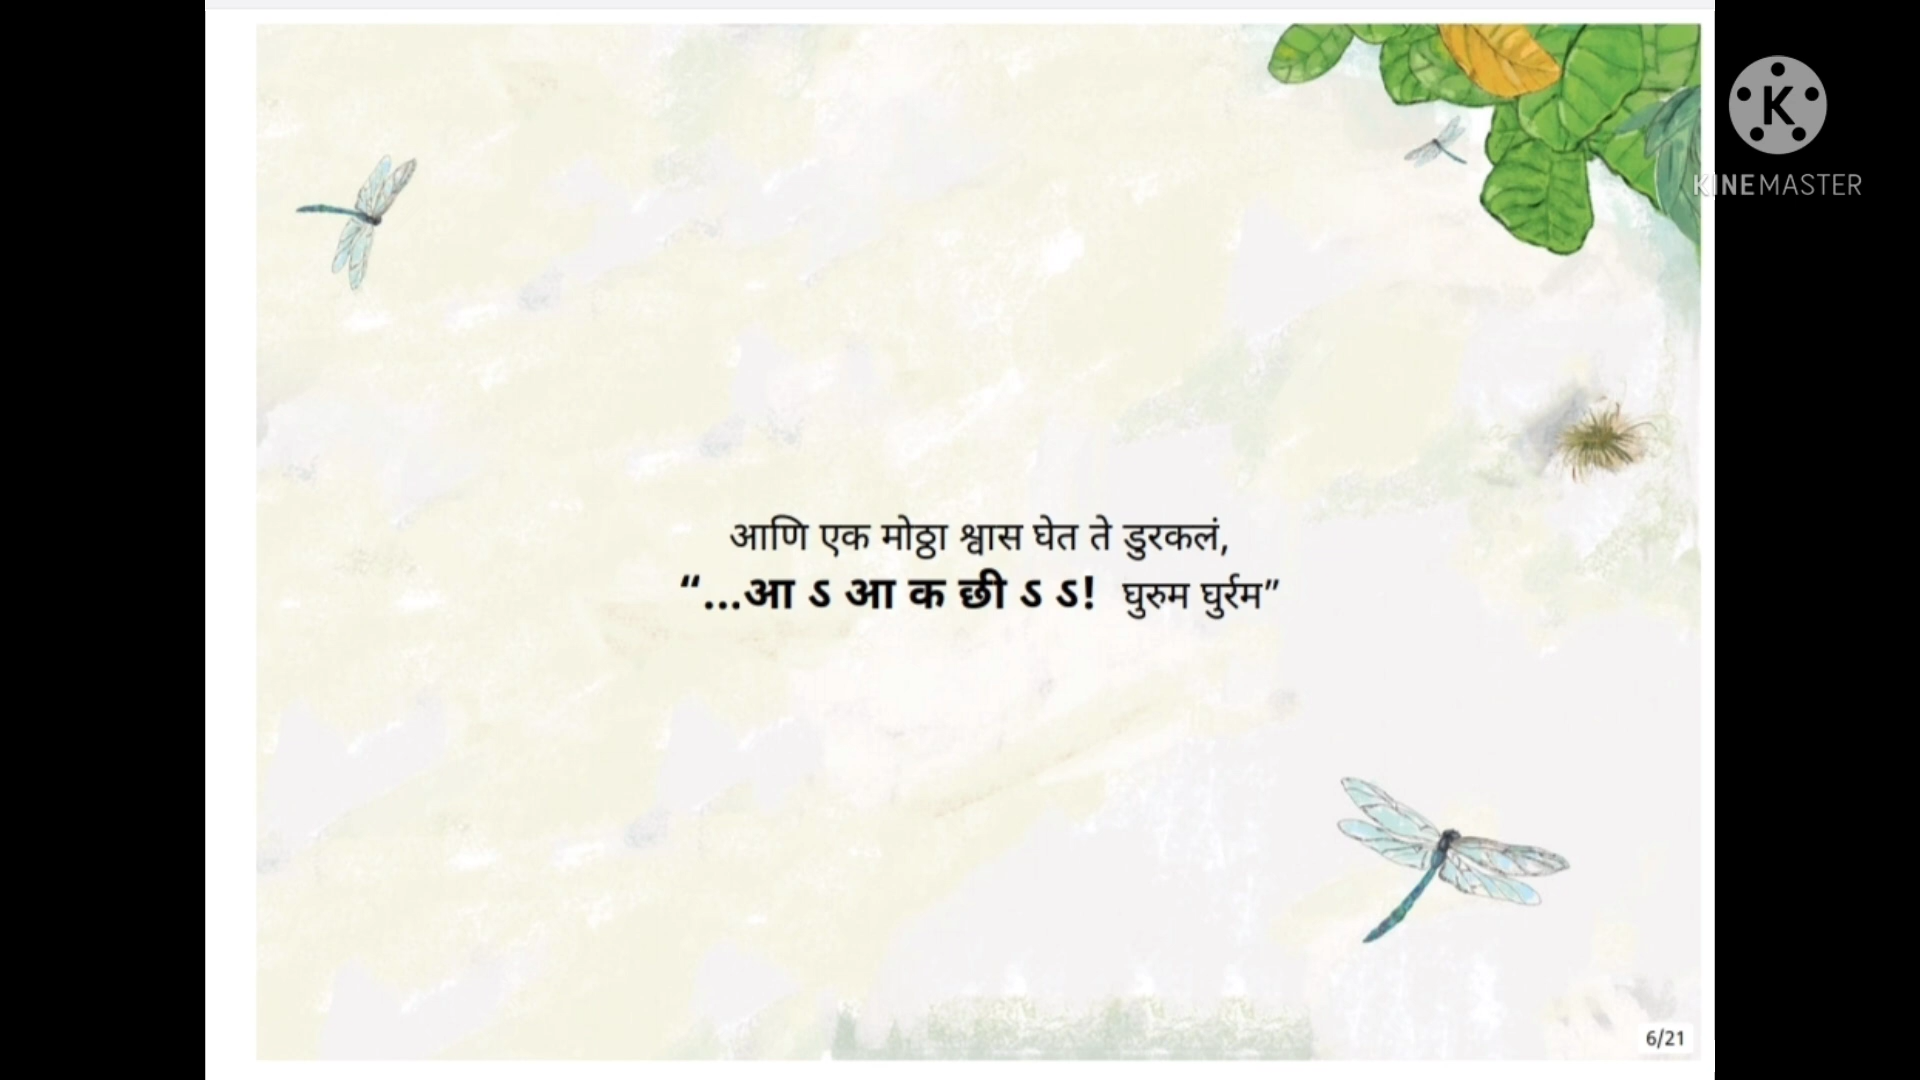 आणि एक मोठ्ठा श्वास घेत ते डुरकलं,
“...आ ऽ आ क छी ऽ ऽ! घुरुम घुर्रम”
K
KINEMASTER
6/21